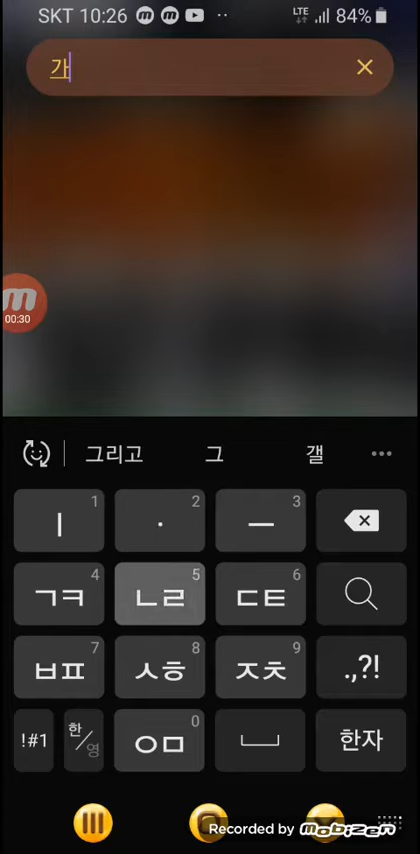 SKT 10:26 LTE 84%
가
00:30
그리고 그 갤
ㅣ 1 · 2 ㅡ 3
ㄱㅋ 4 ㄴㄹ 5 ㄷㅌ 6
ㅂㅍ 7 ㅅㅎ 8 ㅈㅊ 9 .,?!
!#1 한/영 ㅇㅁ 0 한자
Recorded by MOBIZEN